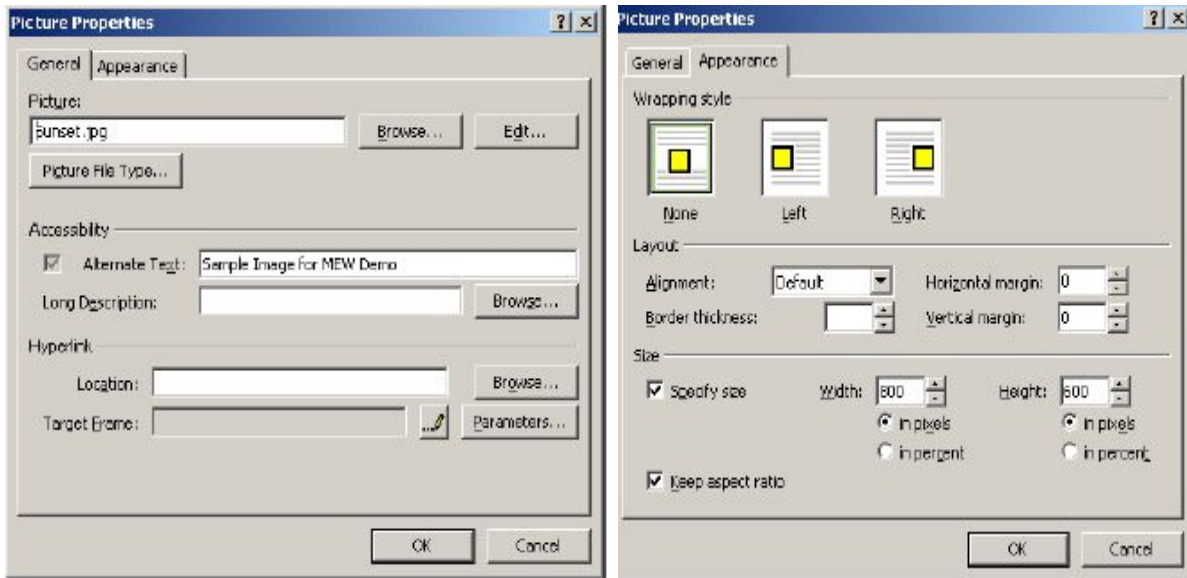 Picture Properties
General Appearance
Picture:
sunset.jpg Browse... Edit...
Picture File Type...
Accessibility
Alternate Text: Sample Image for MEW Demo
Long Description: Browse...
Hyperlink
Location: Browse...
Target Frame: Parameters...
OK Cancel
Picture Properties
General Appearance
Wrapping style
None Left Right
Layout
Alignment: Default Horizontal margin: 0
Border thickness: Vertical margin: 0
Size
Specify size Width: 800 Height: 600
in pixels in pixels
in percent in percent
Keep aspect ratio
OK Cancel